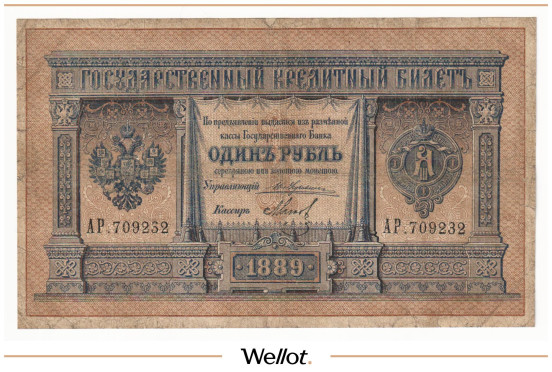 ГОСУДАРСТВЕННЫЙ КРЕДИТНЫЙ БИЛЕТЪ
По предъявленіи выдается изъ размѣнной
кассы Государственнаго Банка
ОДИНЪ РУБЛЬ
серебряною или золотою монетою.
Управляющій
Кассиръ
АР.709232
АР.709232
1889
Wellot.